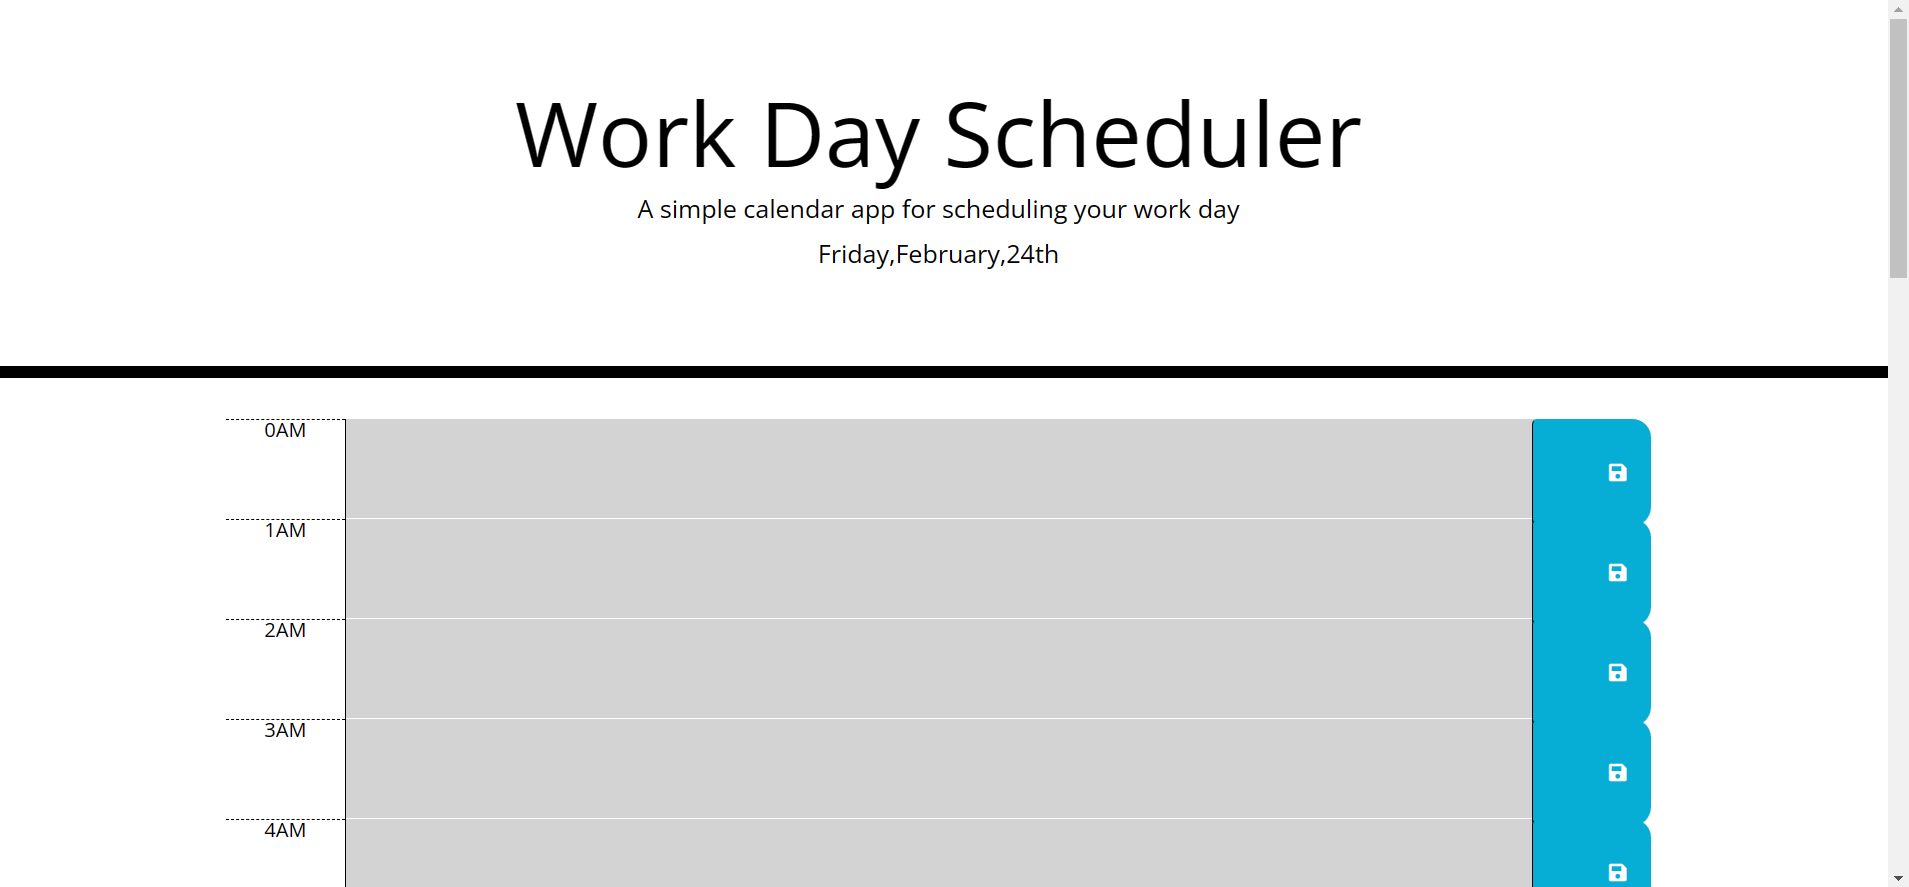 Work Day Scheduler
A simple calendar app for scheduling your work day
Friday,February,24th
0AM
1AM
2AM
3AM
4AM